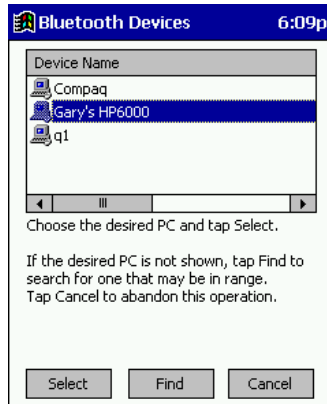 Bluetooth Devices 6:09p
Device Name
Compaq
Gary's HP6000
q1
Choose the desired PC and tap Select.
If the desired PC is not shown, tap Find to
search for one that may be in range.
Tap Cancel to abandon this operation.
Select Find Cancel